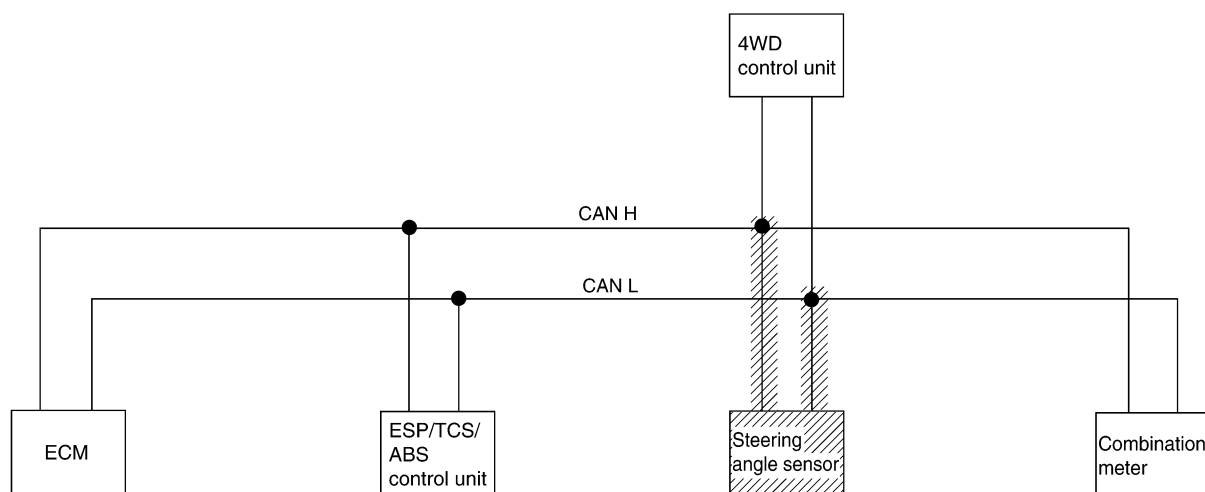 4WD
control unit
CAN H
CAN L
ECM
ESP/TCS/
ABS
control unit
Steering
angle sensor
Combination
meter